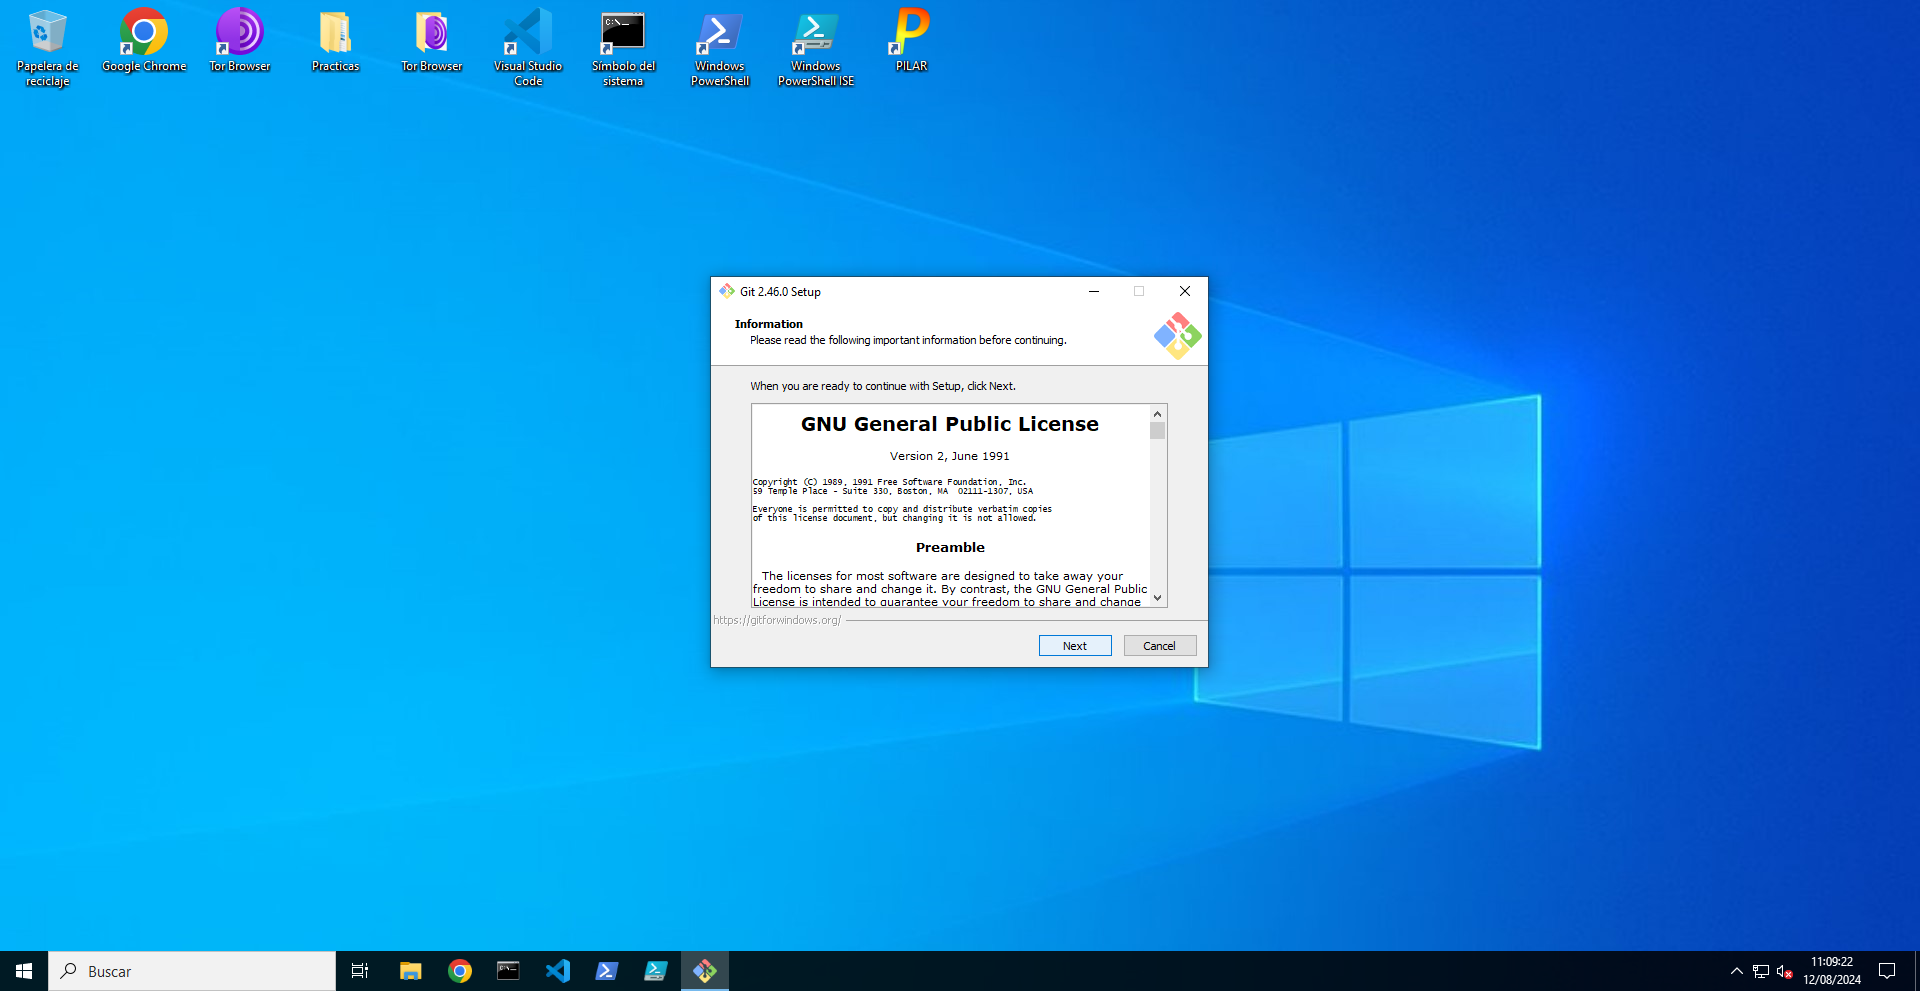 Papelera de
reciclaje
Google Chrome
Tor Browser
Practicas
Tor Browser
Visual Studio
Code
Símbolo del
sistema
Windows
PowerShell
Windows
PowerShell ISE
PILAR
Git 2.46.0 Setup
Information
Please read the following important information before continuing.
When you are ready to continue with Setup, click Next.
GNU General Public License
Version 2, June 1991
Copyright (C) 1989, 1991 Free Software Foundation, Inc.
59 Temple Place - Suite 330, Boston, MA  02111-1307, USA
Everyone is permitted to copy and distribute verbatim copies
of this license document, but changing it is not allowed.
Preamble
The licenses for most software are designed to take away your
freedom to share and change it. By contrast, the GNU General Public
License is intended to guarantee your freedom to share and change
https://gitforwindows.org/
Next
Cancel
Buscar
11:09:22
12/08/2024